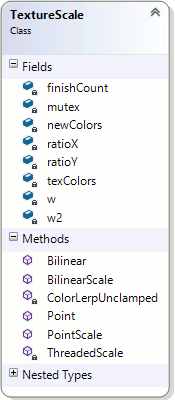 TextureScale
Class
Fields
finishCount
mutex
newColors
ratioX
ratioY
texColors
w
w2
Methods
Bilinear
BilinearScale
ColorLerpUnclamped
Point
PointScale
ThreadedScale
Nested Types